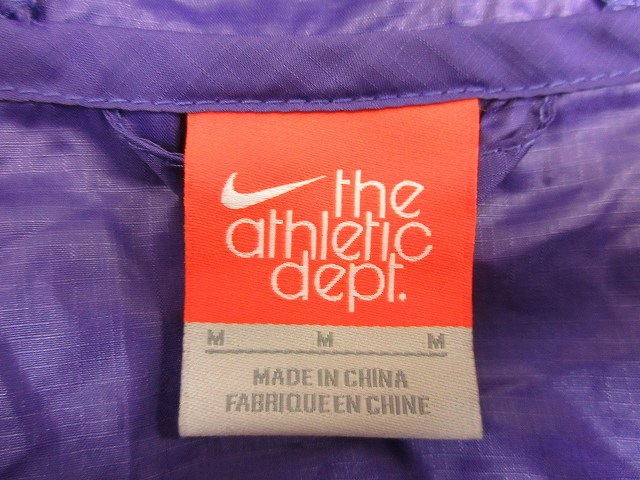 the
athletic
dept.
M M M
MADE IN CHINA
FABRIQUE EN CHINE